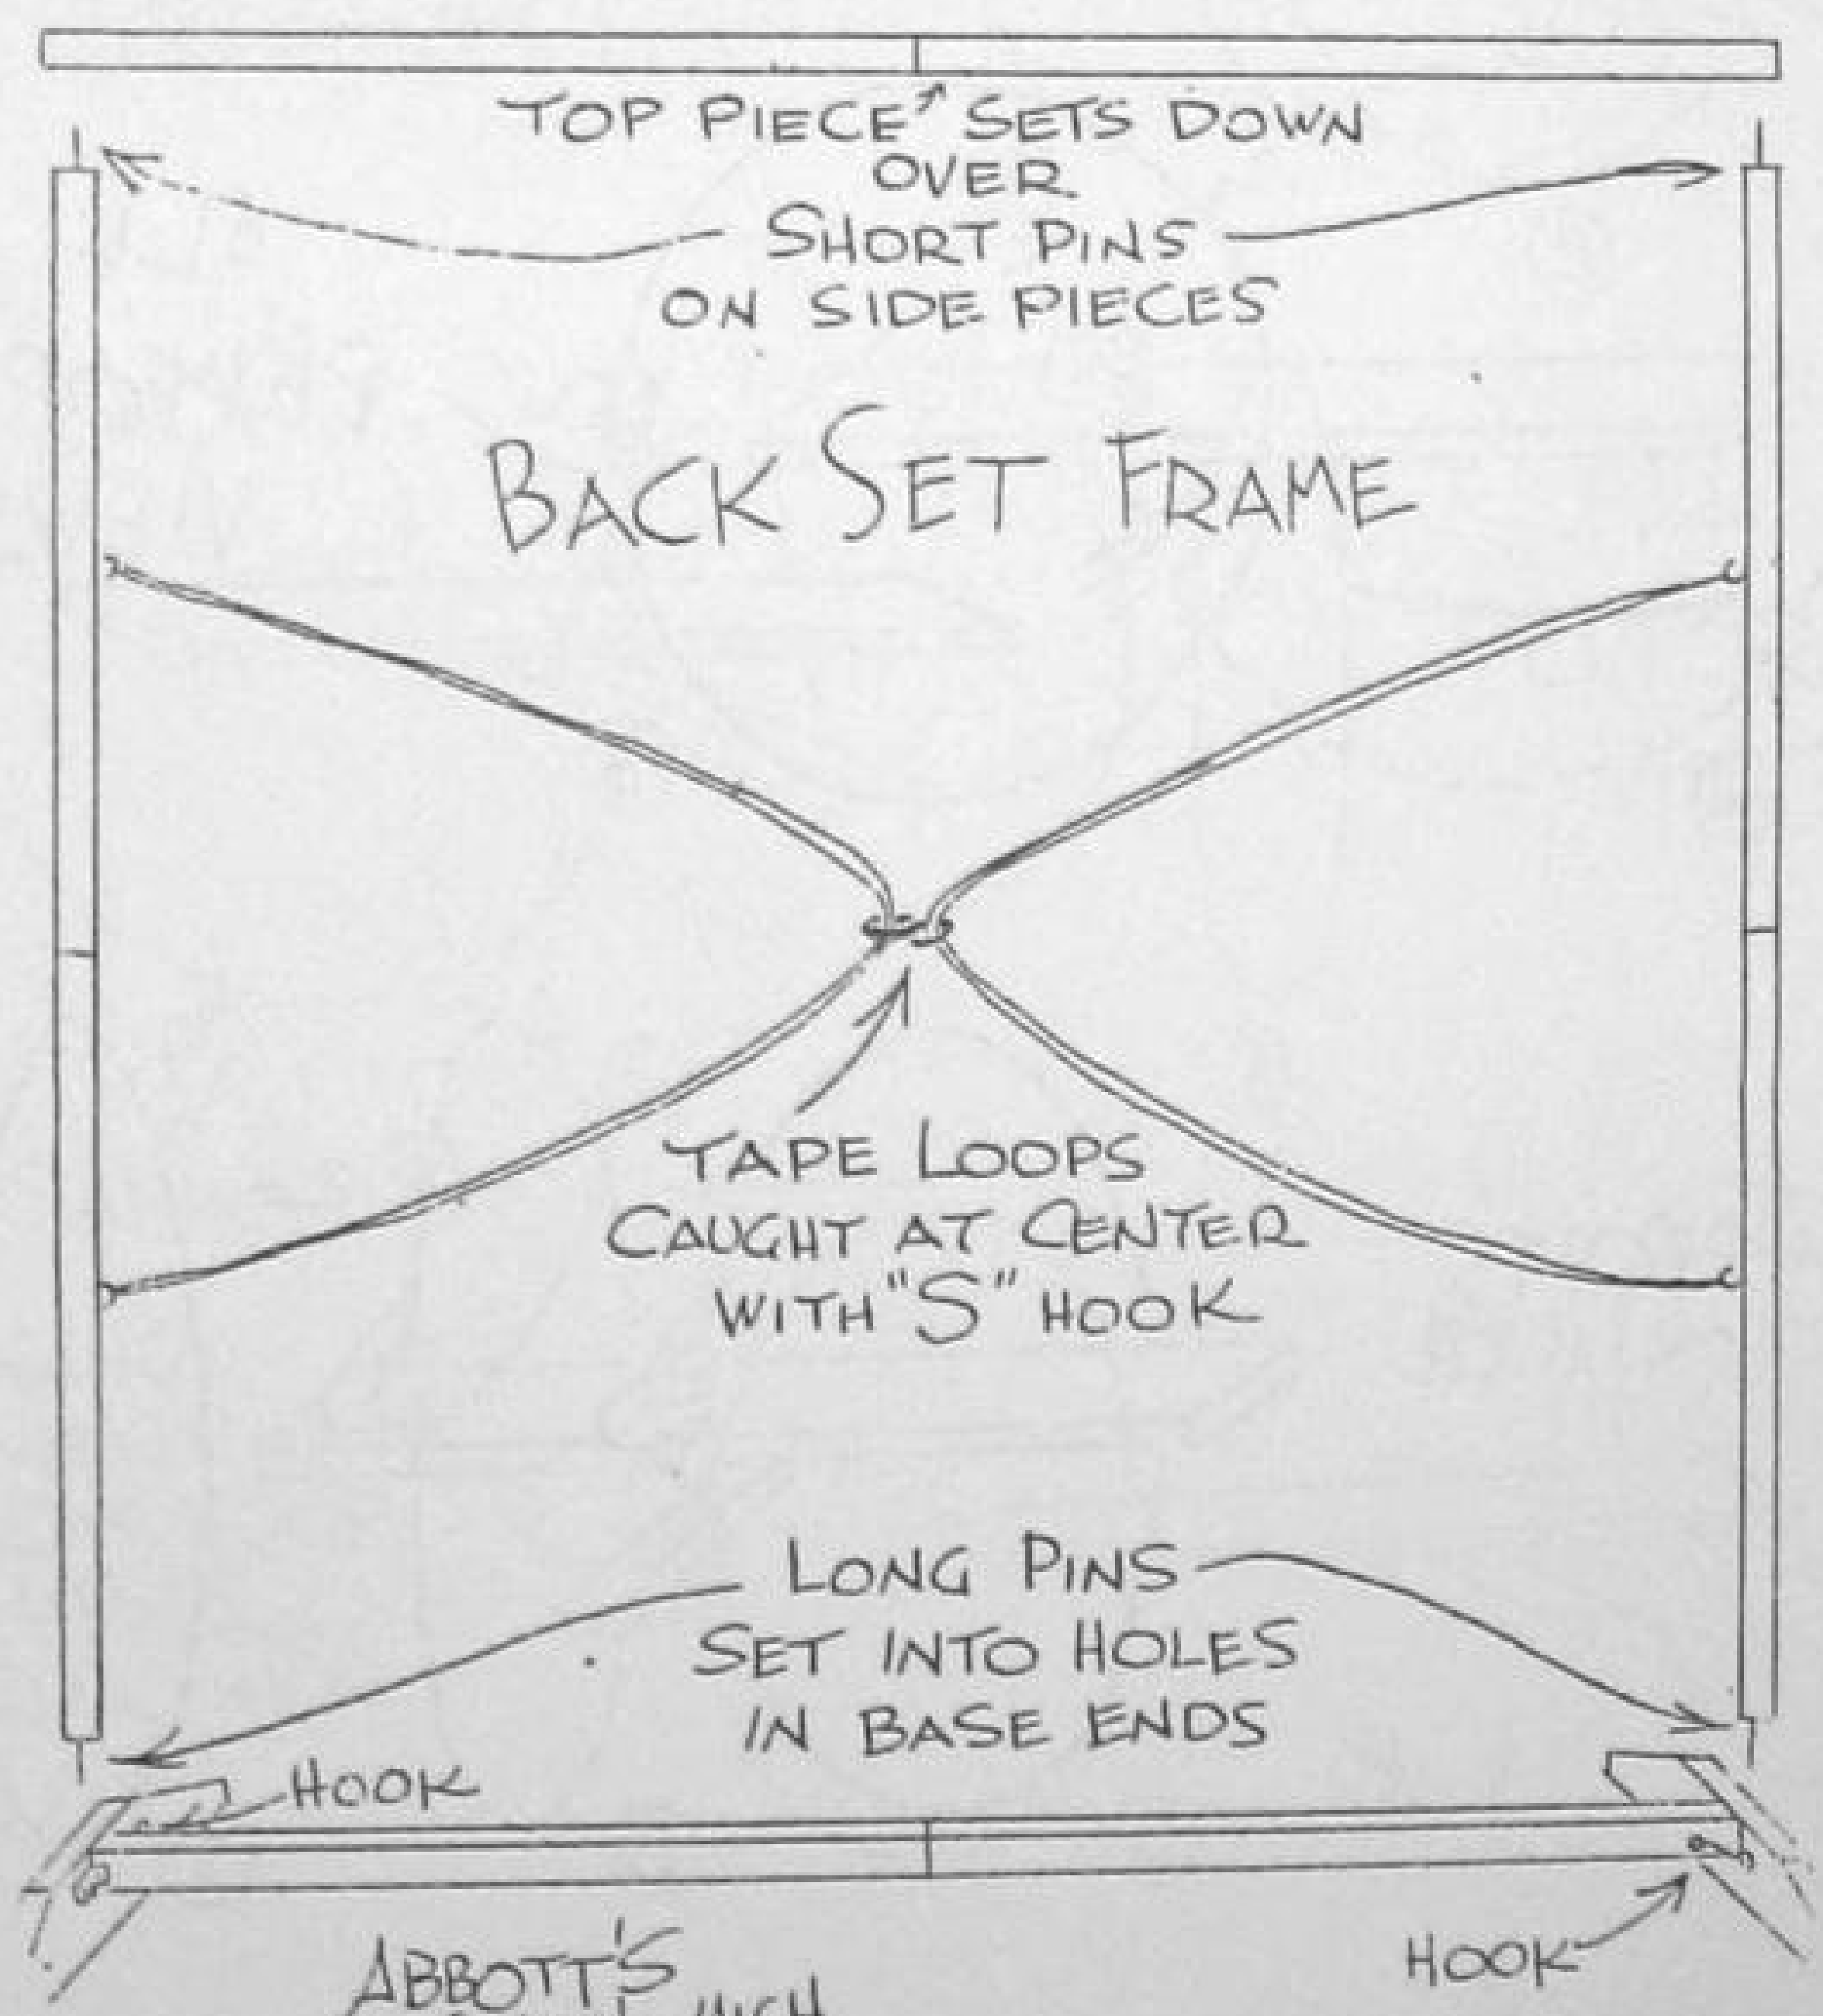 TOP PIECE SETS DOWN
OVER
SHORT PINS
ON SIDE PIECES
BACK SET FRAME
TAPE LOOPS
CAUGHT AT CENTER
WITH "S" HOOK
LONG PINS
SET INTO HOLES
IN BASE ENDS
HOOK
HOOK
ABBOTT'S